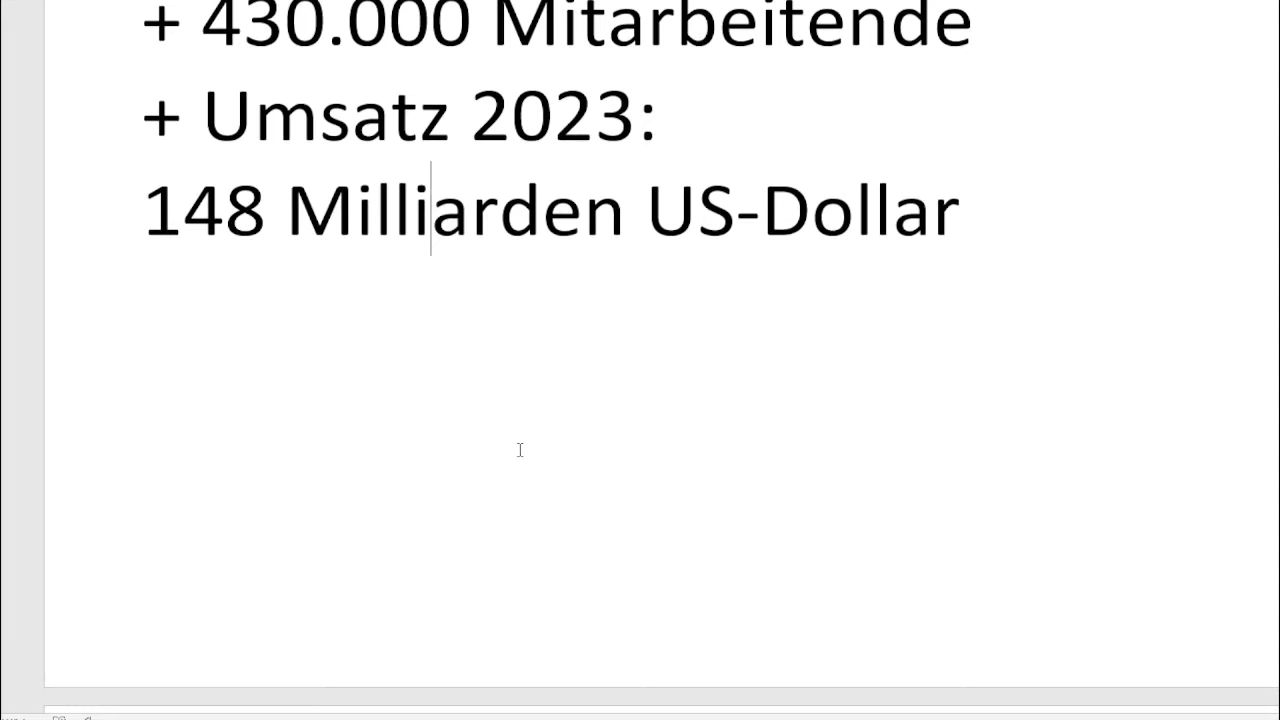 + 430.000 Mitarbeitende
+ Umsatz 2023:
148 Milliarden US-Dollar